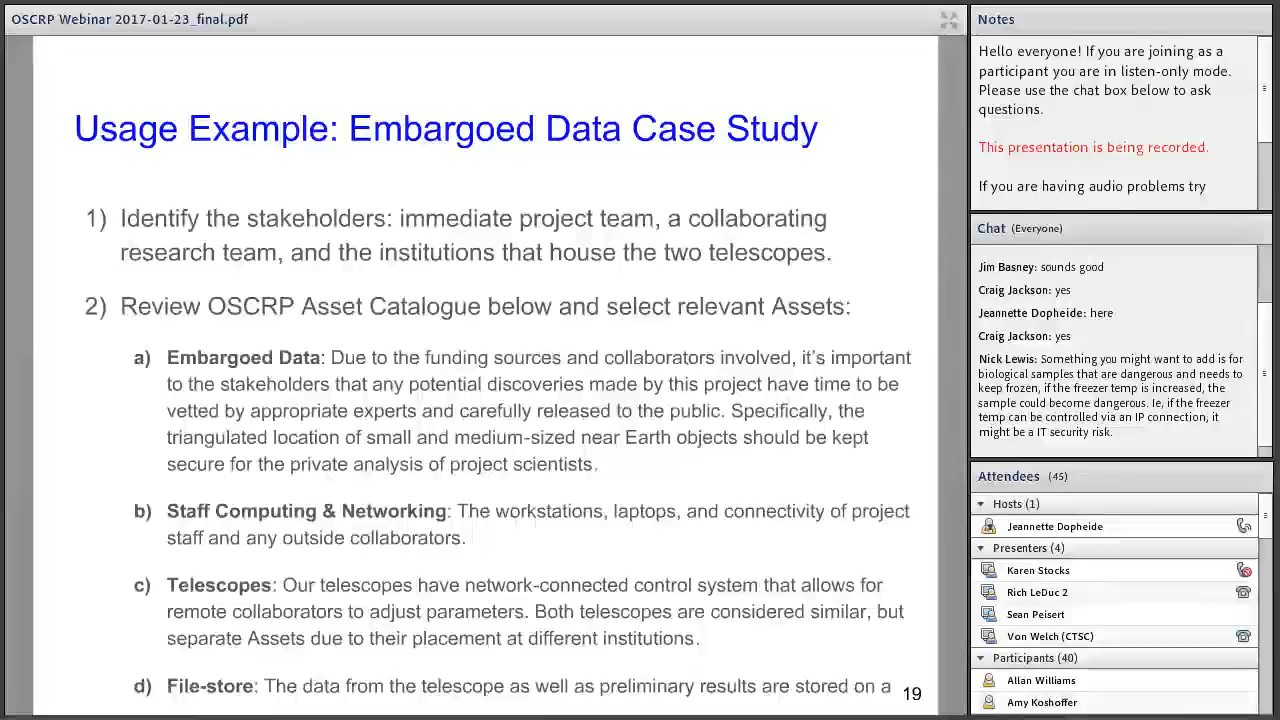 OSCRP Webinar 2017-01-23_final.pdf
Usage Example: Embargoed Data Case Study
1) Identify the stakeholders: immediate project team, a collaborating
research team, and the institutions that house the two telescopes.
2) Review OSCRP Asset Catalogue below and select relevant Assets:
a) Embargoed Data: Due to the funding sources and collaborators involved, it's important
to the stakeholders that any potential discoveries made by this project have time to be
vetted by appropriate experts and carefully released to the public. Specifically, the
triangulated location of small and medium-sized near Earth objects should be kept
secure for the private analysis of project scientists.
b) Staff Computing & Networking: The workstations, laptops, and connectivity of project
staff and any outside collaborators.
c) Telescopes: Our telescopes have network-connected control system that allows for
remote collaborators to adjust parameters. Both telescopes are considered similar, but
separate Assets due to their placement at different institutions.
d) File-store: The data from the telescope as well as preliminary results are stored on a
19
Notes
Hello everyone! If you are joining as a
participant you are in listen-only mode.
Please use the chat box below to ask
questions.
This presentation is being recorded.
If you are having audio problems try
Chat (Everyone)
Jim Basney: sounds good
Craig Jackson: yes
Jeannette Dopheide: here
Craig Jackson: yes
Nick Lewis: Something you might want to add is for
biological samples that are dangerous and needs to
keep frozen, if the freezer temp is increased, the
sample could become dangerous. Ie, if the freezer
temp can be controlled via an IP connection, it
might be a IT security risk.
Attendees (45)
Hosts (1)
Jeannette Dopheide
Presenters (4)
Karen Stocks
Rich LeDuc 2
Sean Peisert
Von Welch (CTSC)
Participants (40)
Allan Williams
Amy Koshoffer